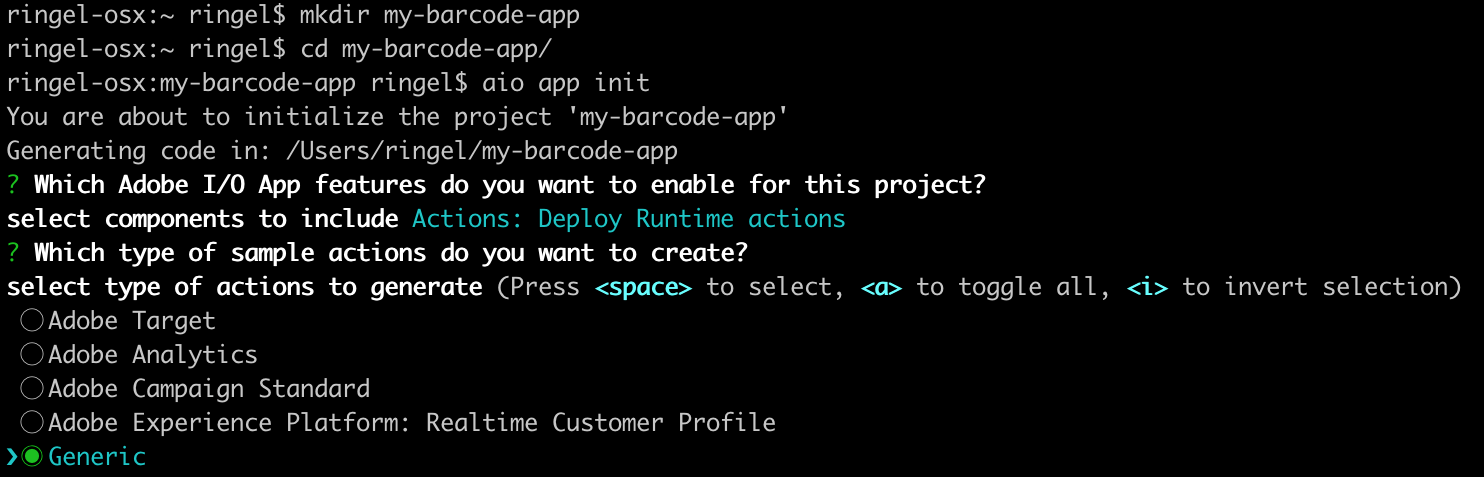 ringel-osx:~ ringel$ mkdir my-barcode-app
ringel-osx:~ ringel$ cd my-barcode-app/
ringel-osx:my-barcode-app ringel$ aio app init
You are about to initialize the project 'my-barcode-app'
Generating code in: /Users/ringel/my-barcode-app
? Which Adobe I/O App features do you want to enable for this project?
select components to include Actions: Deploy Runtime actions
? Which type of sample actions do you want to create?
select type of actions to generate (Press <space> to select, <a> to toggle all, <i> to invert selection)
◯Adobe Target
◯Adobe Analytics
◯Adobe Campaign Standard
◯Adobe Experience Platform: Realtime Customer Profile
❯◉Generic